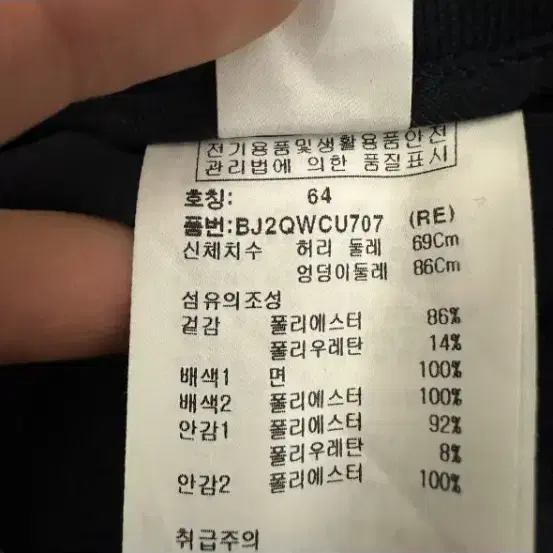 전기용품및생활용품안전
관리법에 의한 품질표시
호칭: 64
품번:BJ2QWCU707 (RE)
신체치수 허리 둘레 69Cm
엉덩이둘레 86Cm
섬유의조성
겉감 폴리에스터 86%
폴리우레탄 14%
배색1 면 100%
배색2 폴리에스터 100%
안감1 폴리에스터 92%
폴리우레탄 8%
안감2 폴리에스터 100%
취급주의